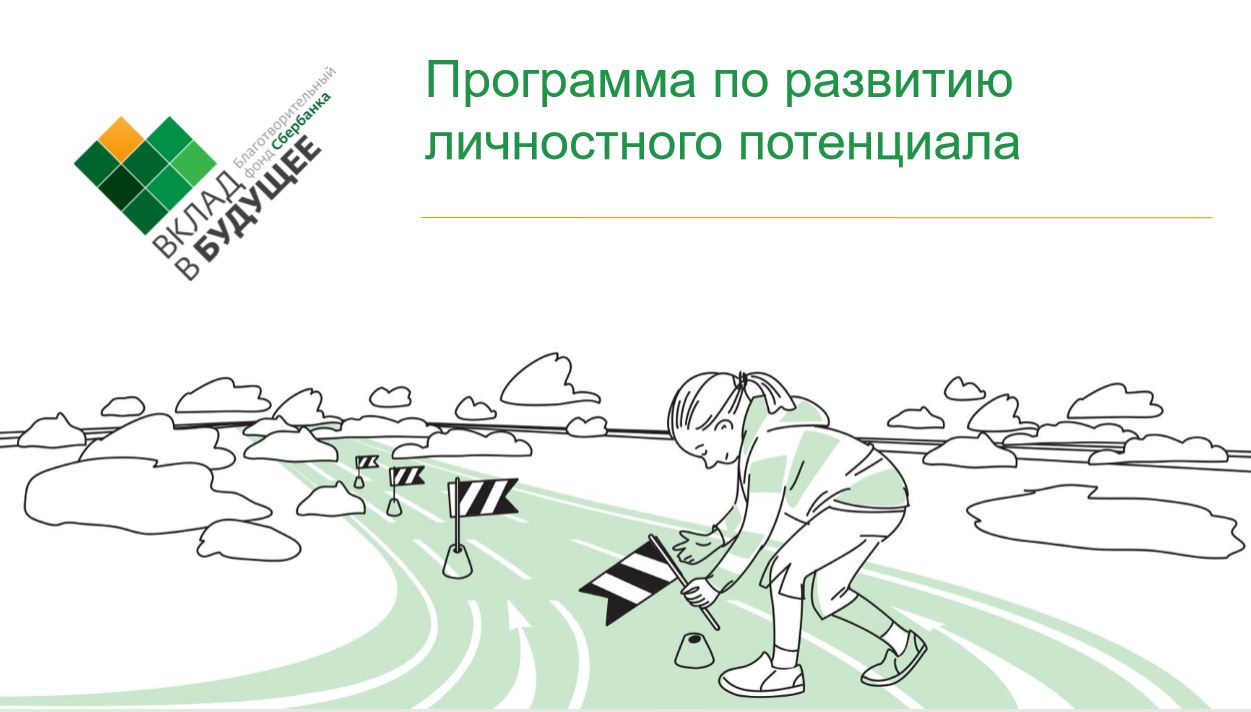 Благотворительный
фонд Сбербанка
ВКЛАД
В БУДУЩЕЕ
Программа по развитию
личностного потенциала